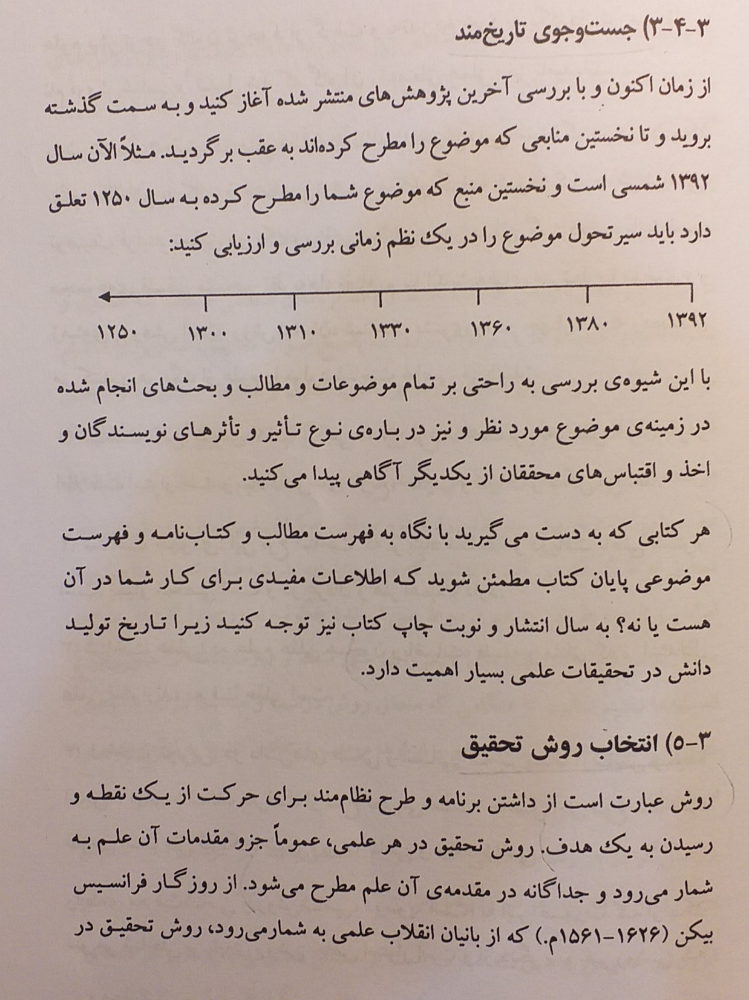 ۳-۴-۳) جست‌وجوی تاریخ‌مند
از زمان اکنون و با بررسی آخرین پژوهش‌های منتشر شده آغاز کنید و به سمت گذشته
بروید و تا نخستین منابعی که موضوع را مطرح کرده‌اند به عقب برگردید. مثلاً الآن سال
۱۳۹۲ شمسی است و نخستین منبع که موضوع شما را مطرح کرده به سال ۱۲۵۰ تعلق
دارد باید سیر تحول موضوع را در یک نظم زمانی بررسی و ارزیابی کنید:
۱۳۹۲ ۱۳۸۰ ۱۳۶۰ ۱۳۳۰ ۱۳۱۰ ۱۳۰۰ ۱۲۵۰
با این شیوه‌ی بررسی به راحتی بر تمام موضوعات و مطالب و بحث‌های انجام شده
در زمینه‌ی موضوع مورد نظر و نیز در باره‌ی نوع تأثیر و تأثرهای نویسندگان و
اخذ و اقتباس‌های محققان از یکدیگر آگاهی پیدا می‌کنید.
هر کتابی که به دست می‌گیرید با نگاه به فهرست مطالب و کتاب‌نامه و فهرست
موضوعی پایان کتاب مطمئن شوید که اطلاعات مفیدی برای کار شما در آن
هست یا نه؟ به سال انتشار و نوبت چاپ کتاب نیز توجه کنید زیرا تاریخ تولید
دانش در تحقیقات علمی بسیار اهمیت دارد.
۳-۵) انتخاب روش تحقیق
روش عبارت است از داشتن برنامه و طرح نظام‌مند برای حرکت از یک نقطه و
رسیدن به یک هدف. روش تحقیق در هر علمی، عموماً جزو مقدمات آن علم به
شمار می‌رود و جداگانه در مقدمه‌ی آن علم مطرح می‌شود. از روزگار فرانسیس
بیکن (۱۶۲۶-۱۵۶۱م.) که از بانیان انقلاب علمی به شمارمی‌رود، روش تحقیق در